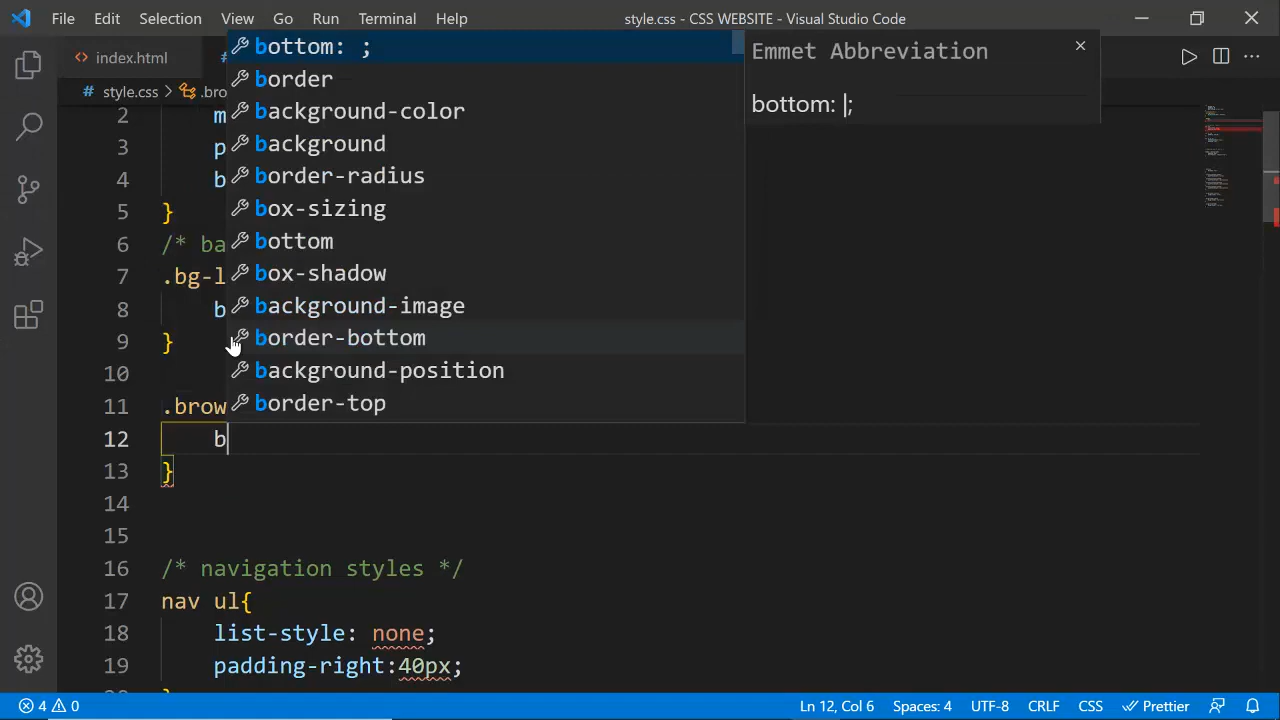 File Edit Selection View Go Run Terminal Help style.css - CSS WEBSITE - Visual Studio Code
index.html #
# style.css > .bro
bottom: ;
border
background-color
background
border-radius
box-sizing
bottom
box-shadow
background-image
border-bottom
background-position
border-top
Emmet Abbreviation
bottom: |;
2 m
3 p
4 b
5 }
6 /* ba
7 .bg-l
8 b
9 }
10
11 .brow
12 b
13 }
14
15
16 /* navigation styles */
17 nav ul{
18 list-style: none;
19 padding-right:40px;
4 0 Ln 12, Col 6 Spaces: 4 UTF-8 CRLF CSS Prettier